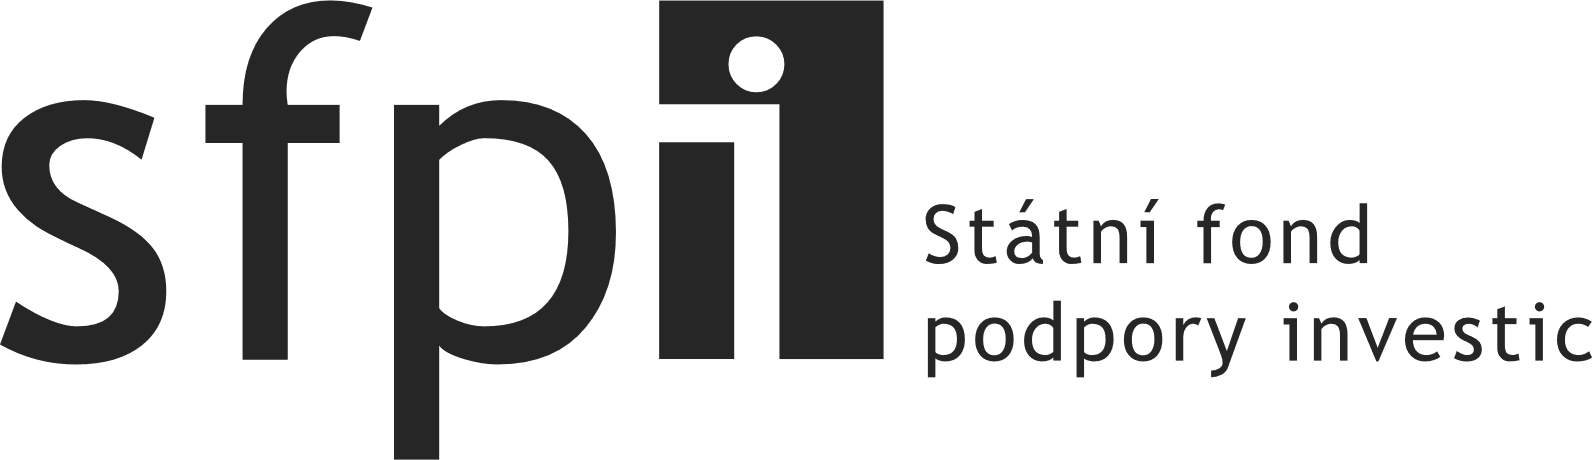 sfpi
Státní fond
podpory investic